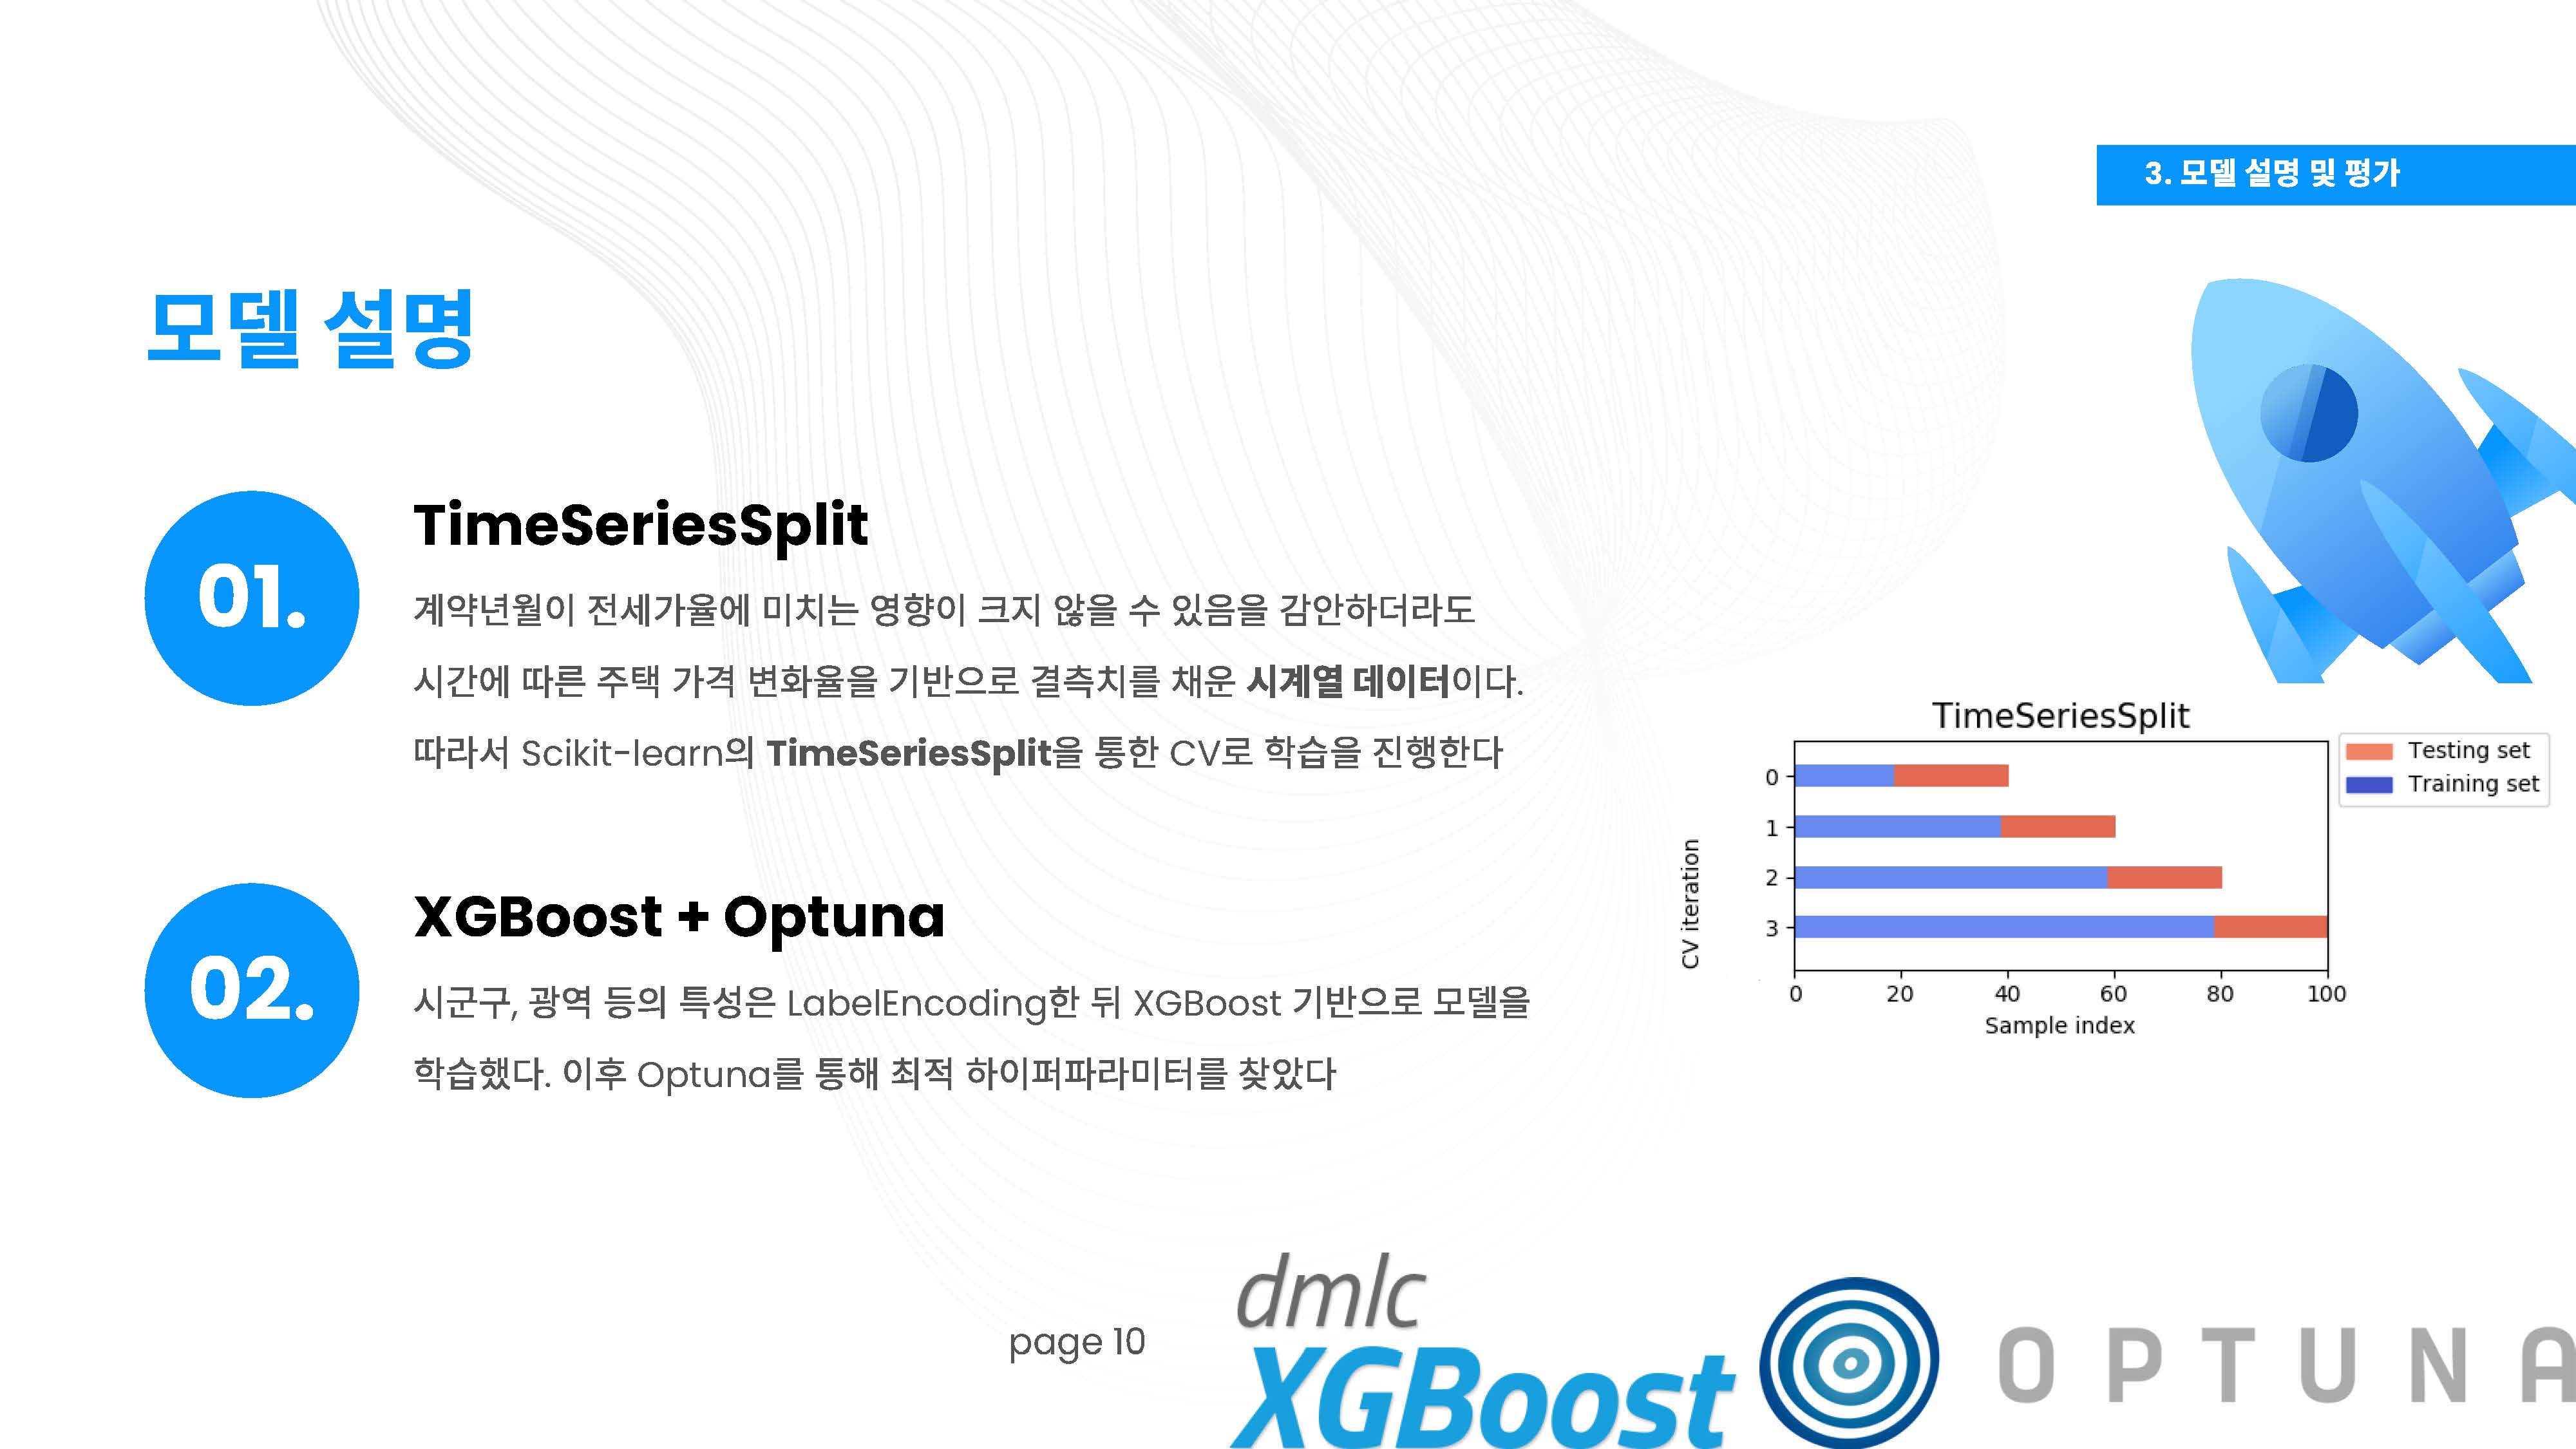 3. 모델 설명 및 평가
모델 설명
01.
TimeSeriesSplit
계약년월이 전세가율에 미치는 영향이 크지 않을 수 있음을 감안하더라도
시간에 따른 주택 가격 변화율을 기반으로 결측치를 채운 시계열 데이터이다.
따라서 Scikit-learn의 TimeSeriesSplit을 통한 CV로 학습을 진행한다
02.
XGBoost + Optuna
시군구, 광역 등의 특성은 LabelEncoding한 뒤 XGBoost 기반으로 모델을
학습했다. 이후 Optuna를 통해 최적 하이퍼파라미터를 찾았다
TimeSeriesSplit
Testing set
Training set
CV iteration
0
1
2
3
0 20 40 60 80 100
Sample index
page 10
dmlc
XGBoost
OPTUNA